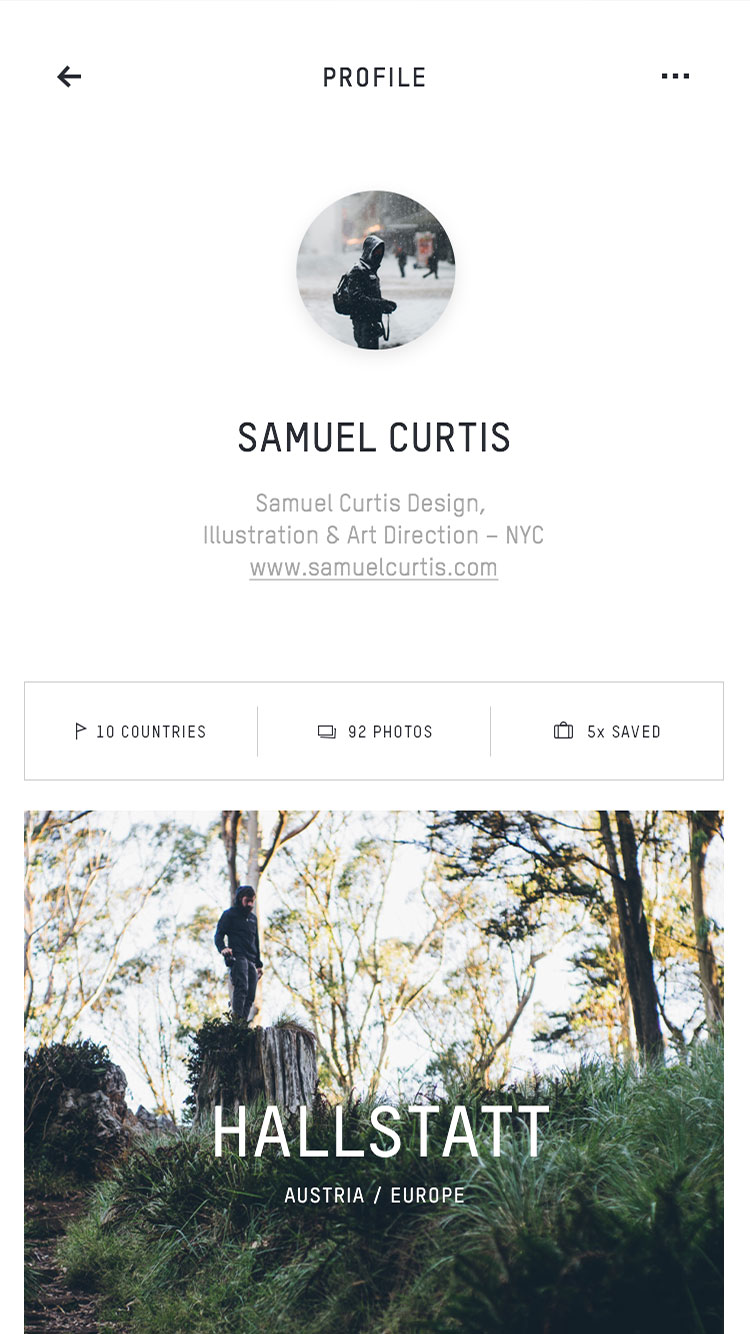 PROFILE
SAMUEL CURTIS
Samuel Curtis Design,
Illustration & Art Direction – NYC
www.samuelcurtis.com
10 COUNTRIES
92 PHOTOS
5x SAVED
HALLSTATT
AUSTRIA / EUROPE